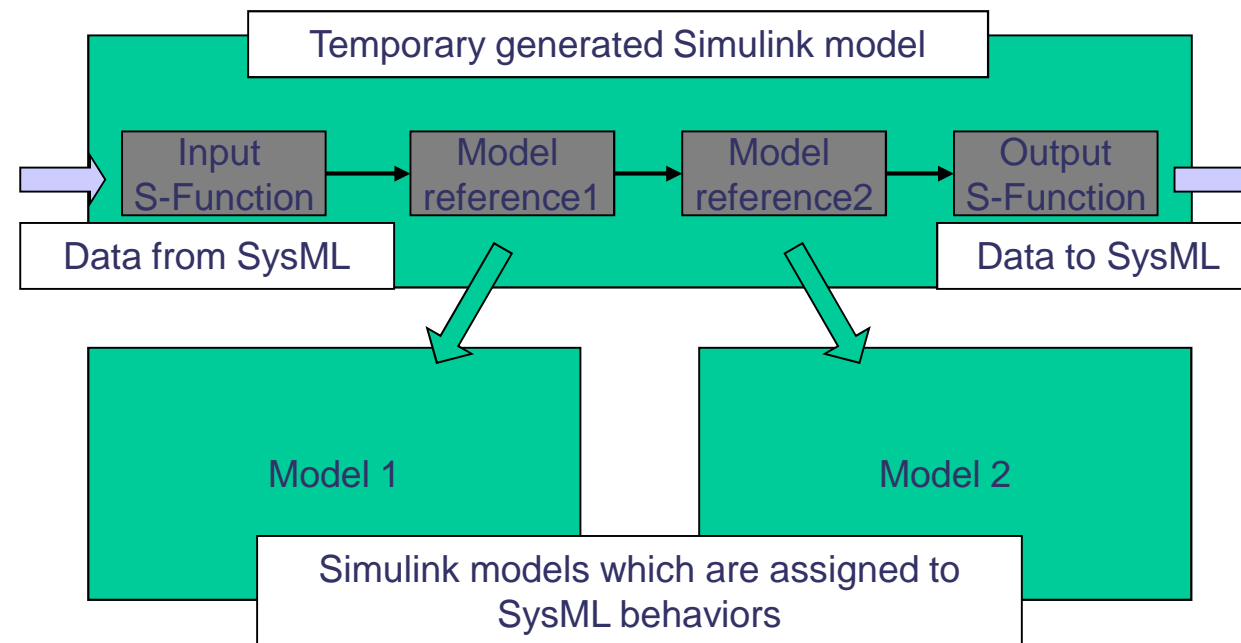 Temporary generated Simulink model
Input
S-Function
Model
reference1
Model
reference2
Output
S-Function
Data from SysML
Data to SysML
Model 1
Model 2
Simulink models which are assigned to
SysML behaviors